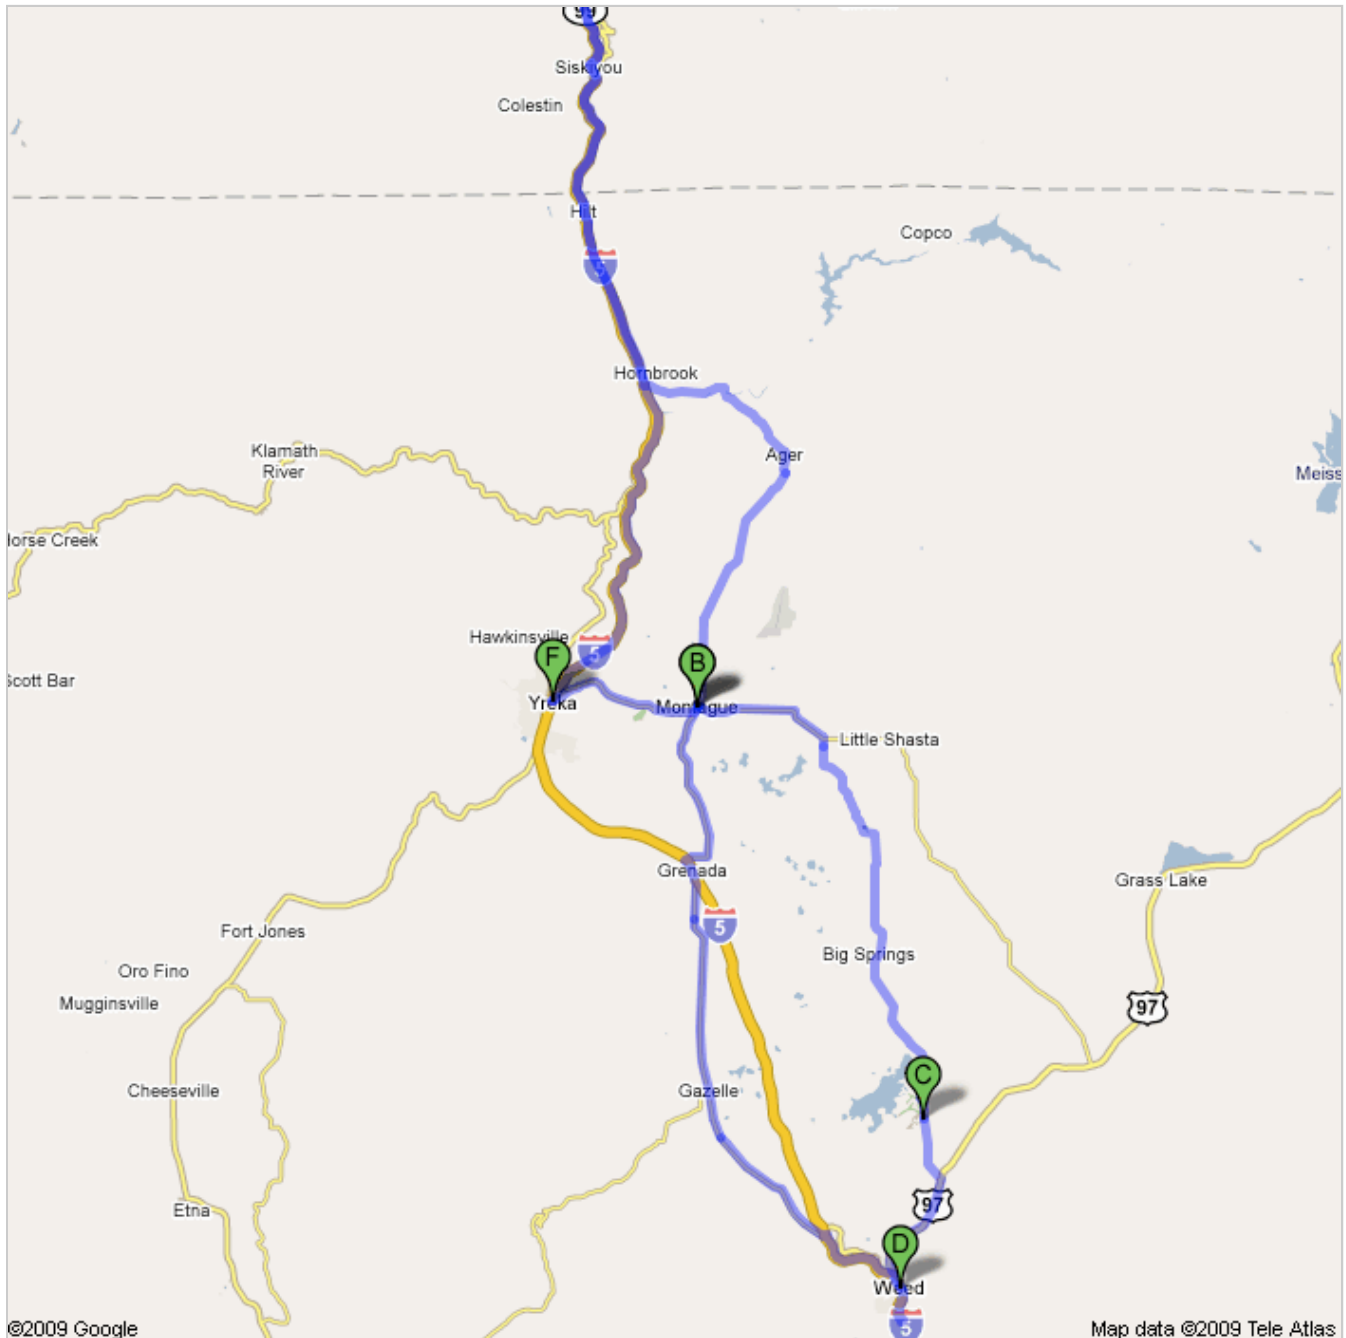 99
Siskiyou
Colestin
Hilt
5
Copco
Hornbrook
Klamath
River
Ager
Meiss
Horse Creek
Hawkinsville
5
F
B
Scott Bar
Yreka
Montague
Little Shasta
Grenada
Grass Lake
5
Fort Jones
Big Springs
Oro Fino
Mugginsville
97
C
Cheeseville
Gazelle
97
Etna
D
Weed
5
©2009 Google
Map data ©2009 Tele Atlas